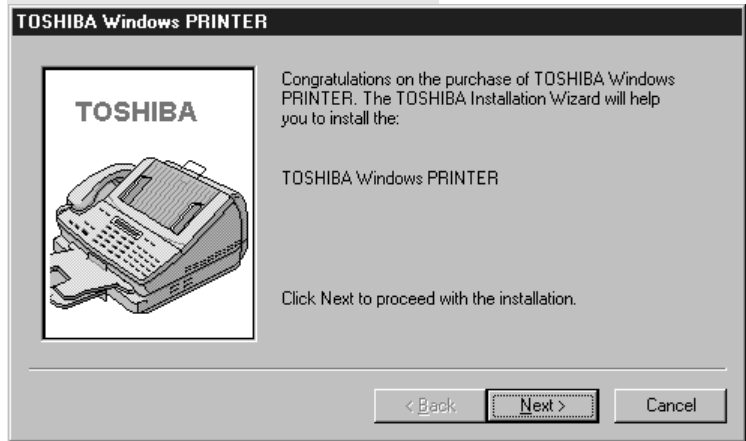 TOSHIBA Windows PRINTER
TOSHIBA
Congratulations on the purchase of TOSHIBA Windows
PRINTER. The TOSHIBA Installation Wizard will help
you to install the:
TOSHIBA Windows PRINTER
Click Next to proceed with the installation.
< Back
Next >
Cancel